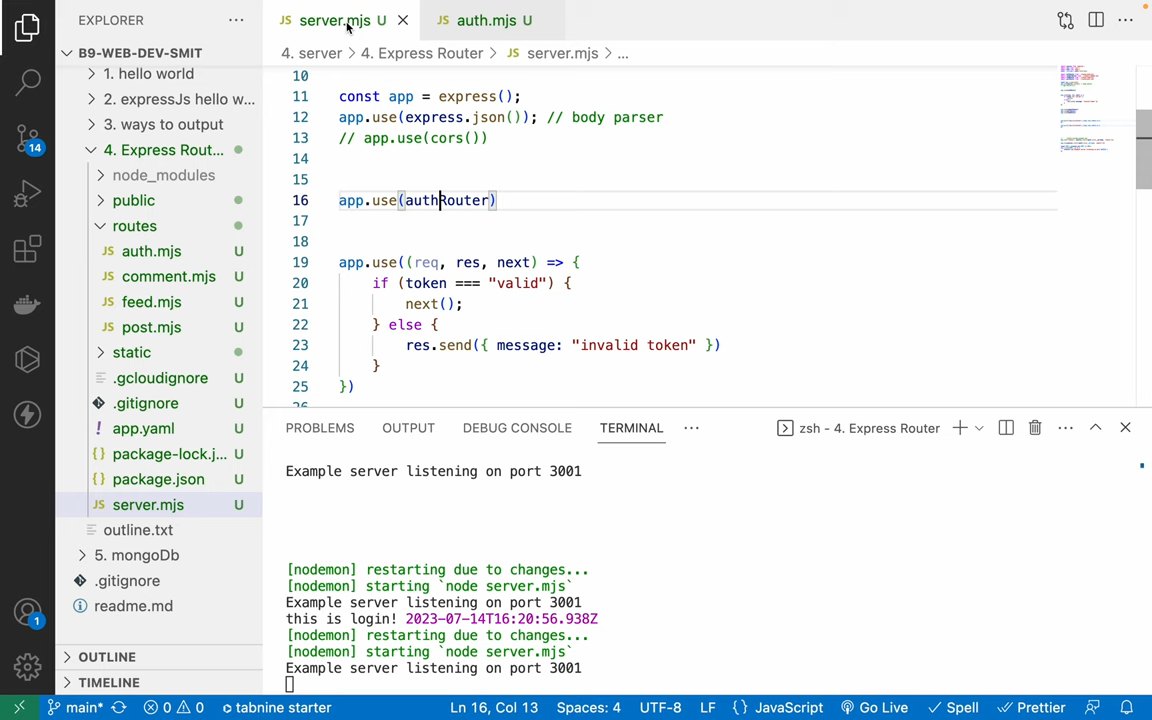 EXPLORER
B9-WEB-DEV-SMIT
1. hello world
2. expressJs hello w...
3. ways to output
4. Express Rout...
node_modules
public
routes
JS auth.mjs U
JS comment.mjs U
JS feed.mjs U
JS post.mjs U
static
.gcloudignore U
.gitignore U
! app.yaml U
{} package-lock.j... U
{} package.json U
JS server.mjs U
outline.txt
5. mongoDb
.gitignore
readme.md
OUTLINE
TIMELINE
14
1
JS server.mjs U
JS auth.mjs U
4. server > 4. Express Router > JS server.mjs > ...
10
11 const app = express();
12 app.use(express.json()); // body parser
13 // app.use(cors())
14
15
16 app.use(authRouter)
17
18
19 app.use((req, res, next) => {
20 if (token === "valid") {
21 next();
22 } else {
23 res.send({ message: "invalid token" })
24 }
25 })
26
PROBLEMS OUTPUT DEBUG CONSOLE TERMINAL ... zsh - 4. Express Router
Example server listening on port 3001
[nodemon] restarting due to changes...
[nodemon] starting `node server.mjs`
Example server listening on port 3001
this is login! 2023-07-14T16:20:56.938Z
[nodemon] restarting due to changes...
[nodemon] starting `node server.mjs`
Example server listening on port 3001
main* 0 0 tabnine starter Ln 16, Col 13 Spaces: 4 UTF-8 LF {} JavaScript Go Live Spell Prettier